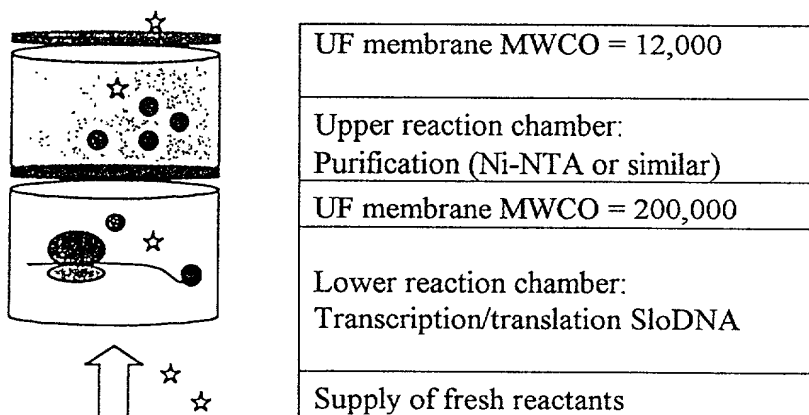 UF membrane MWCO = 12,000
Upper reaction chamber:
Purification (Ni-NTA or similar)
UF membrane MWCO = 200,000
Lower reaction chamber:
Transcription/translation SloDNA
Supply of fresh reactants